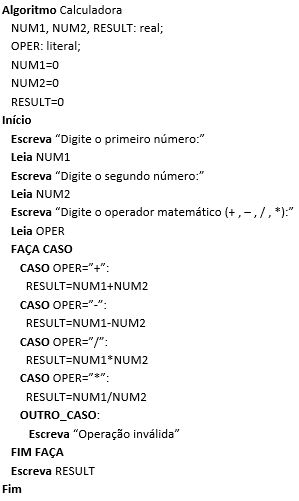 Algoritmo Calculadora
NUM1, NUM2, RESULT: real;
OPER: literal;
NUM1=0
NUM2=0
RESULT=0
Início
Escreva “Digite o primeiro número:”
Leia NUM1
Escreva “Digite o segundo número:”
Leia NUM2
Escreva “Digite o operador matemático (+ , – , / , *):”
Leia OPER
FAÇA CASO
CASO OPER=”+”:
RESULT=NUM1+NUM2
CASO OPER=”-”:
RESULT=NUM1-NUM2
CASO OPER=”/”:
RESULT=NUM1*NUM2
CASO OPER=”*”:
RESULT=NUM1/NUM2
OUTRO_CASO:
Escreva “Operação inválida”
FIM FAÇA
Escreva RESULT
Fim